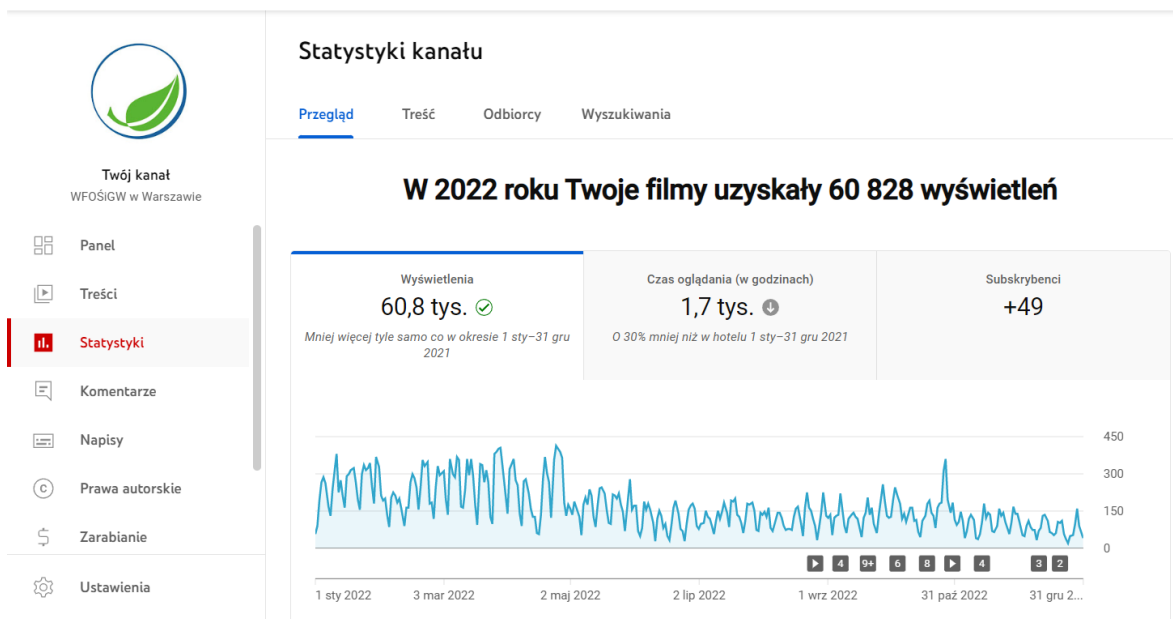 Twój kanał
WFOŚiGW w Warszawie
Panel
Treści
Statystyki
Komentarze
Napisy
Prawa autorskie
Zarabianie
Ustawienia
Statystyki kanału
Przegląd Treść Odbiorcy Wyszukiwania
W 2022 roku Twoje filmy uzyskały 60 828 wyświetleń
Wyświetlenia
60,8 tys.
Mniej więcej tyle samo co w okresie 1 sty–31 gru
2021
Czas oglądania (w godzinach)
1,7 tys.
O 30% mniej niż w hotelu 1 sty–31 gru 2021
Subskrybenci
+49
450
300
150
0
4 9+ 6 8 4 3 2
1 sty 2022 3 mar 2022 2 maj 2022 2 lip 2022 1 wrz 2022 31 paź 2022 31 gru 2...